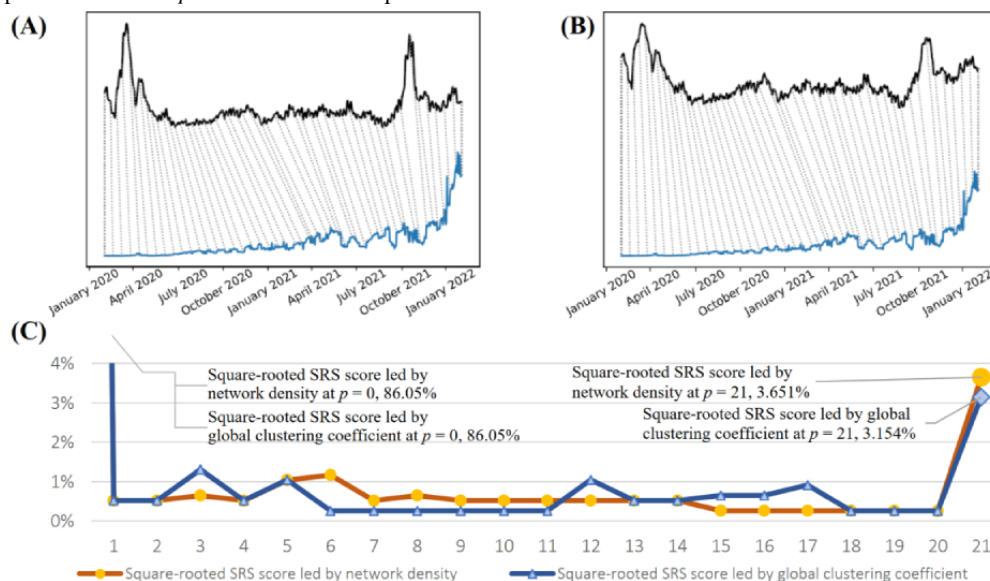 (A)
(B)
January 2020
April 2020
July 2020
October 2020
January 2021
April 2021
July 2021
October 2021
January 2022
January 2020
April 2020
July 2020
October 2020
January 2021
April 2021
July 2021
October 2021
January 2022
(C)
4%
3%
2%
1%
0%
Square-rooted SRS score led by
network density at p = 0, 86.05%
Square-rooted SRS score led by
global clustering coefficient at p = 0, 86.05%
Square-rooted SRS score led by
network density at p = 21, 3.651%
Square-rooted SRS score led by global
clustering coefficient at p = 21, 3.154%
1 2 3 4 5 6 7 8 9 10 11 12 13 14 15 16 17 18 19 20 21
Square-rooted SRS score led by network density
Square-rooted SRS score led by global clustering coefficient